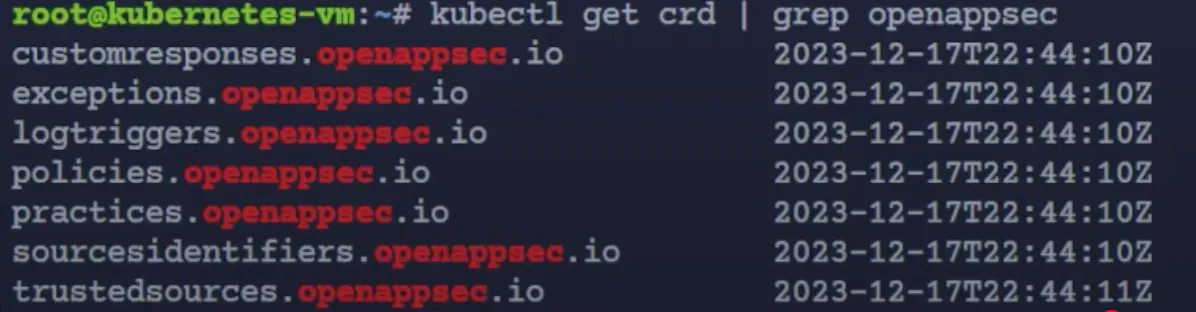 root@kubernetes-vm:~# kubectl get crd | grep openappsec
customresponses.openappsec.io 2023-12-17T22:44:10Z
exceptions.openappsec.io 2023-12-17T22:44:10Z
logtriggers.openappsec.io 2023-12-17T22:44:10Z
policies.openappsec.io 2023-12-17T22:44:10Z
practices.openappsec.io 2023-12-17T22:44:10Z
sourcesidentifiers.openappsec.io 2023-12-17T22:44:10Z
trustedsources.openappsec.io 2023-12-17T22:44:11Z